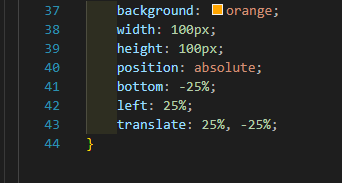 37 background: orange;
38 width: 100px;
39 height: 100px;
40 position: absolute;
41 bottom: -25%;
42 left: 25%;
43 translate: 25%, -25%;
44 }